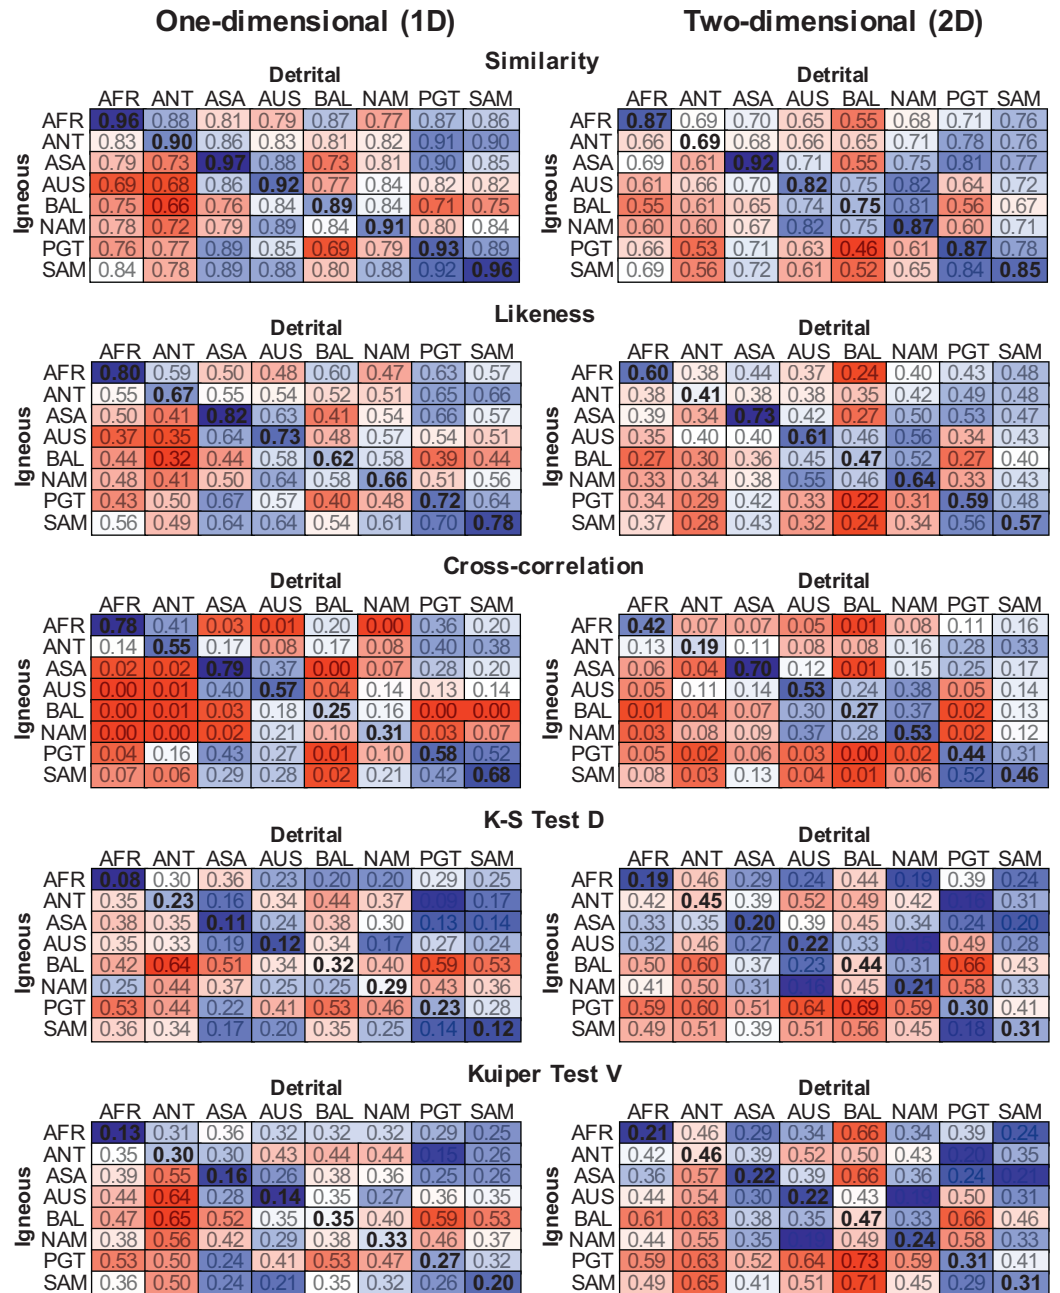 One-dimensional (1D) Two-dimensional (2D)
Similarity
Detrital Detrital
AFR ANT ASA AUS BAL NAM PGT SAM AFR ANT ASA AUS BAL NAM PGT SAM
Igneous
AFR 0.96 0.88 0.81 0.79 0.87 0.77 0.87 0.86 AFR 0.87 0.69 0.70 0.65 0.55 0.68 0.71 0.76
ANT 0.83 0.90 0.86 0.83 0.81 0.82 0.91 0.90 ANT 0.66 0.69 0.68 0.66 0.65 0.71 0.78 0.76
ASA 0.79 0.73 0.97 0.88 0.73 0.81 0.90 0.85 ASA 0.69 0.61 0.92 0.71 0.55 0.75 0.81 0.77
AUS 0.69 0.68 0.86 0.92 0.77 0.84 0.82 0.82 AUS 0.61 0.66 0.70 0.82 0.75 0.82 0.64 0.72
BAL 0.75 0.66 0.76 0.84 0.89 0.84 0.71 0.75 BAL 0.55 0.61 0.65 0.74 0.75 0.81 0.56 0.67
NAM 0.78 0.72 0.79 0.89 0.84 0.91 0.80 0.84 NAM 0.60 0.60 0.67 0.82 0.75 0.87 0.60 0.71
PGT 0.76 0.77 0.89 0.85 0.69 0.79 0.93 0.89 PGT 0.66 0.53 0.71 0.63 0.46 0.61 0.87 0.78
SAM 0.84 0.78 0.89 0.88 0.80 0.88 0.92 0.96 SAM 0.69 0.56 0.72 0.61 0.52 0.65 0.84 0.85
Likeness
Detrital Detrital
AFR ANT ASA AUS BAL NAM PGT SAM AFR ANT ASA AUS BAL NAM PGT SAM
Igneous Igneous
AFR 0.80 0.59 0.50 0.48 0.60 0.47 0.63 0.57 AFR 0.60 0.38 0.44 0.37 0.24 0.40 0.43 0.48
ANT 0.55 0.67 0.55 0.54 0.52 0.51 0.65 0.66 ANT 0.38 0.41 0.38 0.38 0.35 0.42 0.49 0.48
ASA 0.50 0.41 0.82 0.63 0.41 0.54 0.66 0.57 ASA 0.39 0.34 0.73 0.42 0.27 0.50 0.53 0.47
AUS 0.37 0.35 0.64 0.73 0.48 0.57 0.54 0.51 AUS 0.35 0.40 0.40 0.61 0.46 0.56 0.34 0.43
BAL 0.44 0.32 0.44 0.58 0.62 0.58 0.39 0.44 BAL 0.27 0.30 0.36 0.45 0.47 0.52 0.27 0.40
NAM 0.48 0.41 0.50 0.64 0.58 0.66 0.51 0.56 NAM 0.33 0.34 0.38 0.55 0.46 0.64 0.33 0.43
PGT 0.43 0.50 0.67 0.57 0.40 0.48 0.72 0.64 PGT 0.34 0.29 0.42 0.33 0.22 0.31 0.59 0.48
SAM 0.56 0.49 0.64 0.64 0.54 0.61 0.70 0.78 SAM 0.37 0.28 0.43 0.32 0.24 0.34 0.56 0.57
Cross-correlation
Detrital Detrital
AFR ANT ASA AUS BAL NAM PGT SAM AFR ANT ASA AUS BAL NAM PGT SAM
Igneous Igneous
AFR 0.78 0.41 0.03 0.01 0.20 0.00 0.36 0.20 AFR 0.42 0.07 0.07 0.05 0.01 0.08 0.11 0.16
ANT 0.14 0.55 0.17 0.08 0.17 0.08 0.40 0.38 ANT 0.13 0.19 0.11 0.08 0.08 0.16 0.28 0.33
ASA 0.02 0.02 0.79 0.37 0.00 0.07 0.28 0.20 ASA 0.06 0.04 0.70 0.12 0.01 0.15 0.25 0.17
AUS 0.00 0.01 0.40 0.57 0.04 0.14 0.13 0.14 AUS 0.05 0.11 0.14 0.53 0.24 0.38 0.05 0.14
BAL 0.00 0.01 0.03 0.18 0.25 0.16 0.00 0.00 BAL 0.01 0.04 0.07 0.30 0.27 0.37 0.02 0.13
NAM 0.00 0.00 0.02 0.21 0.10 0.31 0.03 0.07 NAM 0.03 0.02 0.08 0.37 0.28 0.53 0.02 0.12
PGT 0.04 0.16 0.43 0.27 0.01 0.10 0.58 0.52 PGT 0.05 0.02 0.06 0.03 0.00 0.02 0.44 0.31
SAM 0.07 0.06 0.29 0.28 0.02 0.21 0.42 0.68 SAM 0.08 0.03 0.13 0.04 0.01 0.06 0.52 0.46
K-S Test D
Detrital Detrital
AFR ANT ASA AUS BAL NAM PGT SAM AFR ANT ASA AUS BAL NAM PGT SAM
Igneous Igneous
AFR 0.08 0.30 0.36 0.23 0.20 0.20 0.29 0.25 AFR 0.19 0.46 0.29 0.24 0.44 0.19 0.39 0.24
ANT 0.35 0.23 0.16 0.34 0.44 0.37 0.17 ANT 0.42 0.45 0.39 0.52 0.49 0.42 0.31
ASA 0.38 0.35 0.11 0.24 0.38 0.30 0.13 0.14 ASA 0.33 0.35 0.20 0.39 0.45 0.34 0.24 0.20
AUS 0.35 0.33 0.19 0.12 0.34 0.17 0.27 0.24 AUS 0.32 0.46 0.27 0.22 0.33 0.49 0.28
BAL 0.42 0.64 0.51 0.34 0.32 0.40 0.59 0.53 BAL 0.50 0.60 0.37 0.23 0.44 0.31 0.66 0.43
NAM 0.25 0.44 0.37 0.25 0.25 0.29 0.43 0.36 NAM 0.41 0.50 0.31 0.45 0.21 0.58 0.33
PGT 0.53 0.44 0.22 0.41 0.53 0.46 0.23 0.28 PGT 0.59 0.60 0.51 0.64 0.69 0.59 0.30 0.41
SAM 0.36 0.34 0.17 0.20 0.35 0.25 0.14 0.12 SAM 0.49 0.51 0.39 0.51 0.56 0.45 0.18 0.31
Kuiper Test V
Detrital Detrital
AFR ANT ASA AUS BAL NAM PGT SAM AFR ANT ASA AUS BAL NAM PGT SAM
Igneous Igneous
AFR 0.13 0.31 0.36 0.32 0.32 0.32 0.29 0.25 AFR 0.21 0.46 0.29 0.34 0.66 0.34 0.39 0.24
ANT 0.35 0.30 0.30 0.43 0.44 0.44 0.15 0.26 ANT 0.42 0.46 0.39 0.52 0.50 0.43 0.20 0.35
ASA 0.39 0.55 0.16 0.26 0.38 0.36 0.25 0.26 ASA 0.36 0.57 0.22 0.39 0.66 0.36 0.24 0.21
AUS 0.44 0.64 0.28 0.14 0.35 0.27 0.36 0.35 AUS 0.44 0.54 0.30 0.22 0.43 0.50 0.31
BAL 0.47 0.65 0.52 0.35 0.35 0.40 0.59 0.53 BAL 0.61 0.63 0.38 0.35 0.47 0.33 0.66 0.46
NAM 0.38 0.56 0.42 0.29 0.38 0.33 0.46 0.37 NAM 0.44 0.55 0.35 0.49 0.24 0.58 0.33
PGT 0.53 0.50 0.24 0.41 0.53 0.47 0.27 0.32 PGT 0.59 0.63 0.52 0.64 0.73 0.59 0.31 0.41
SAM 0.36 0.50 0.24 0.21 0.35 0.32 0.26 0.20 SAM 0.49 0.65 0.41 0.51 0.71 0.45 0.29 0.31